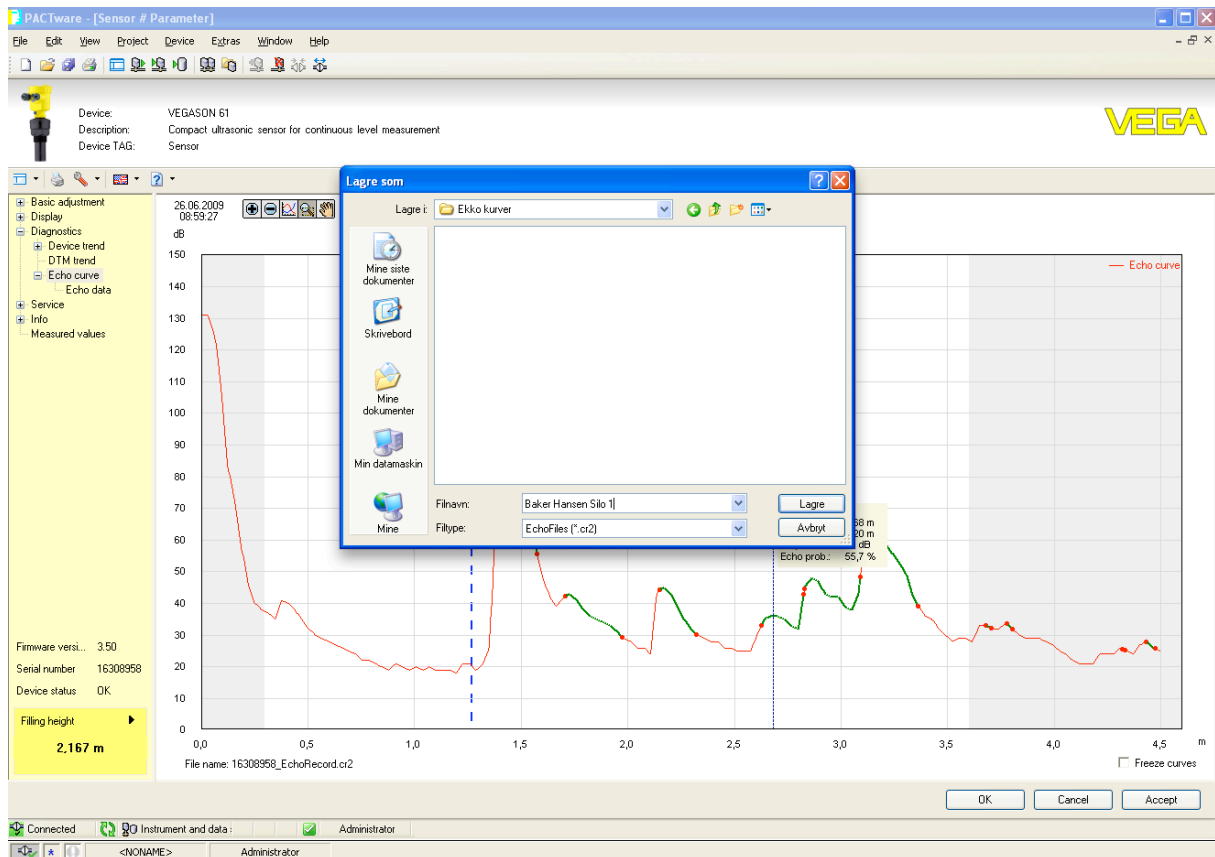 PACTware - [Sensor # Parameter]
File Edit View Project Device Extras Window Help
Device: VEGASON 61
Description: Compact ultrasonic sensor for continuous level measurement
Device TAG: Sensor
VEGA
Basic adjustment
Display
Diagnostics
Device trend
DTM trend
Echo curve
Echo data
Service
Info
Measured values
Firmware versi... 3.50
Serial number 16308958
Device status OK
Filling height
2,167 m
26.06.2009
08:59:27
dB
150
140
130
120
110
100
90
80
70
60
50
40
30
20
10
0
0,0 0,5 1,0 1,5 2,0 2,5 3,0 3,5 4,0 4,5 m
Echo curve
Lagre som
Lagre i: Ekko kurver
Mine siste
dokumenter
Skrivebord
Mine
dokumenter
Min datamaskin
Mine
Filnavn: Baker Hansen Silo 1 Lagre
Filtype: EchoFiles (*.cr2) Avbryt
68 m
20 m
dB
Echo prob.: 55,7 %
File name: 16308958_EchoRecord.cr2
Freeze curves
OK Cancel Accept
Connected Instrument and data : Administrator
<NONAME> Administrator